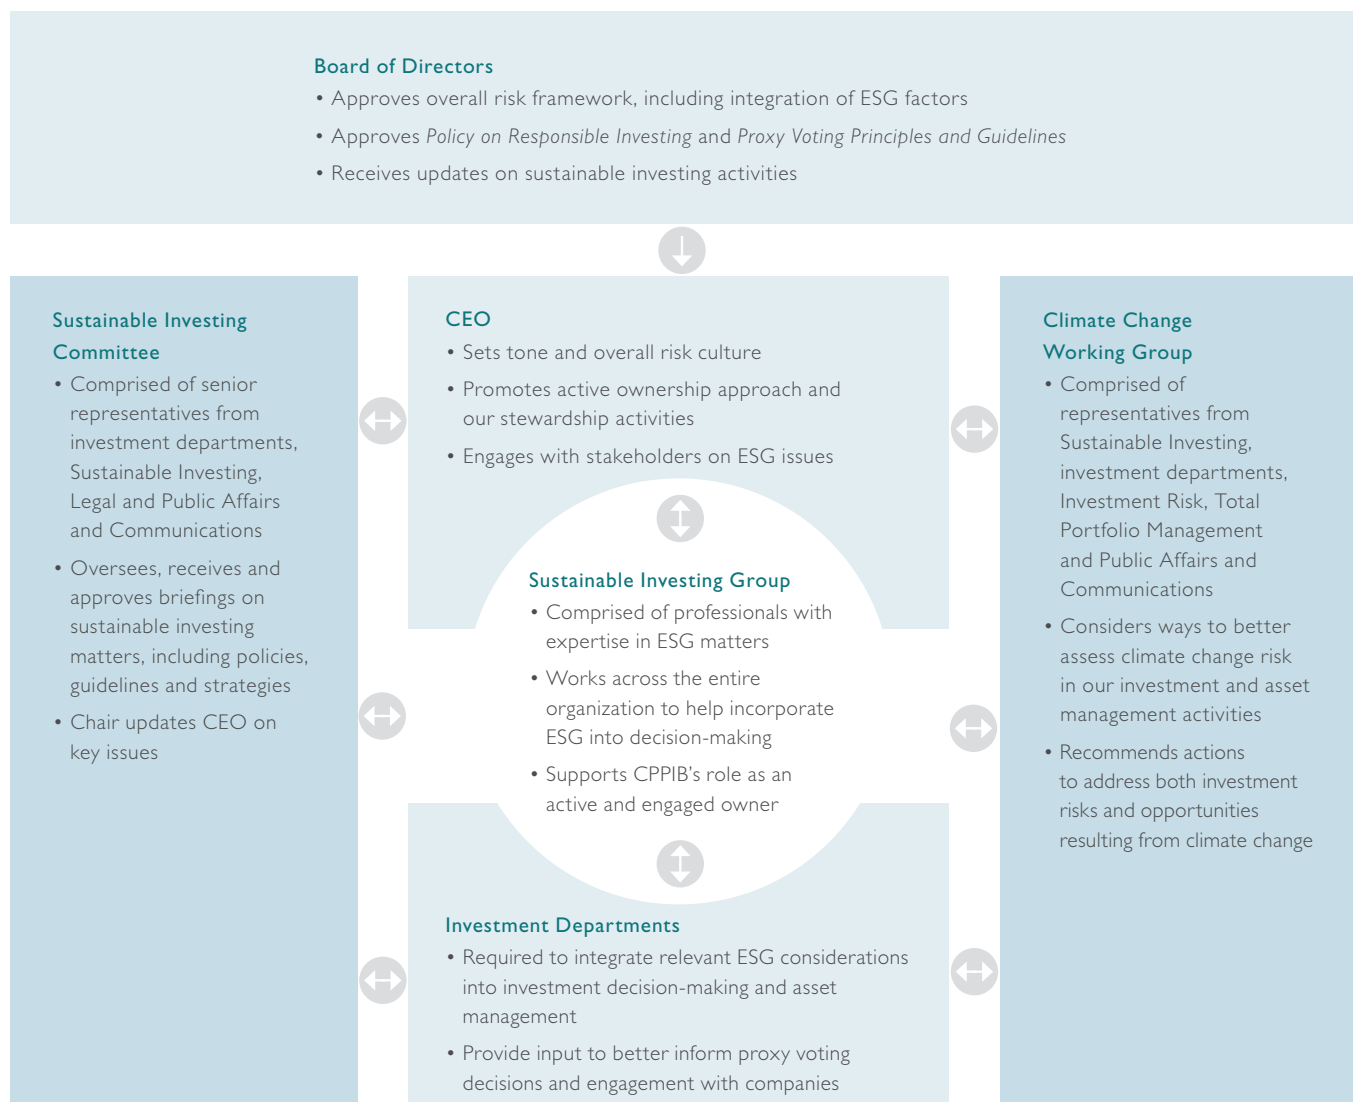 Board of Directors
• Approves overall risk framework, including integration of ESG factors
• Approves Policy on Responsible Investing and Proxy Voting Principles and Guidelines
• Receives updates on sustainable investing activities
Sustainable Investing
Committee
• Comprised of senior
representatives from
investment departments,
Sustainable Investing,
Legal and Public Affairs
and Communications
• Oversees, receives and
approves briefings on
sustainable investing
matters, including policies,
guidelines and strategies
• Chair updates CEO on
key issues
CEO
• Sets tone and overall risk culture
• Promotes active ownership approach and
our stewardship activities
• Engages with stakeholders on ESG issues
Sustainable Investing Group
• Comprised of professionals with
expertise in ESG matters
• Works across the entire
organization to help incorporate
ESG into decision-making
• Supports CPPIB’s role as an
active and engaged owner
Investment Departments
• Required to integrate relevant ESG considerations
into investment decision-making and asset
management
• Provide input to better inform proxy voting
decisions and engagement with companies
Climate Change
Working Group
• Comprised of
representatives from
Sustainable Investing,
investment departments,
Investment Risk, Total
Portfolio Management
and Public Affairs and
Communications
• Considers ways to better
assess climate change risk
in our investment and asset
management activities
• Recommends actions
to address both investment
risks and opportunities
resulting from climate change